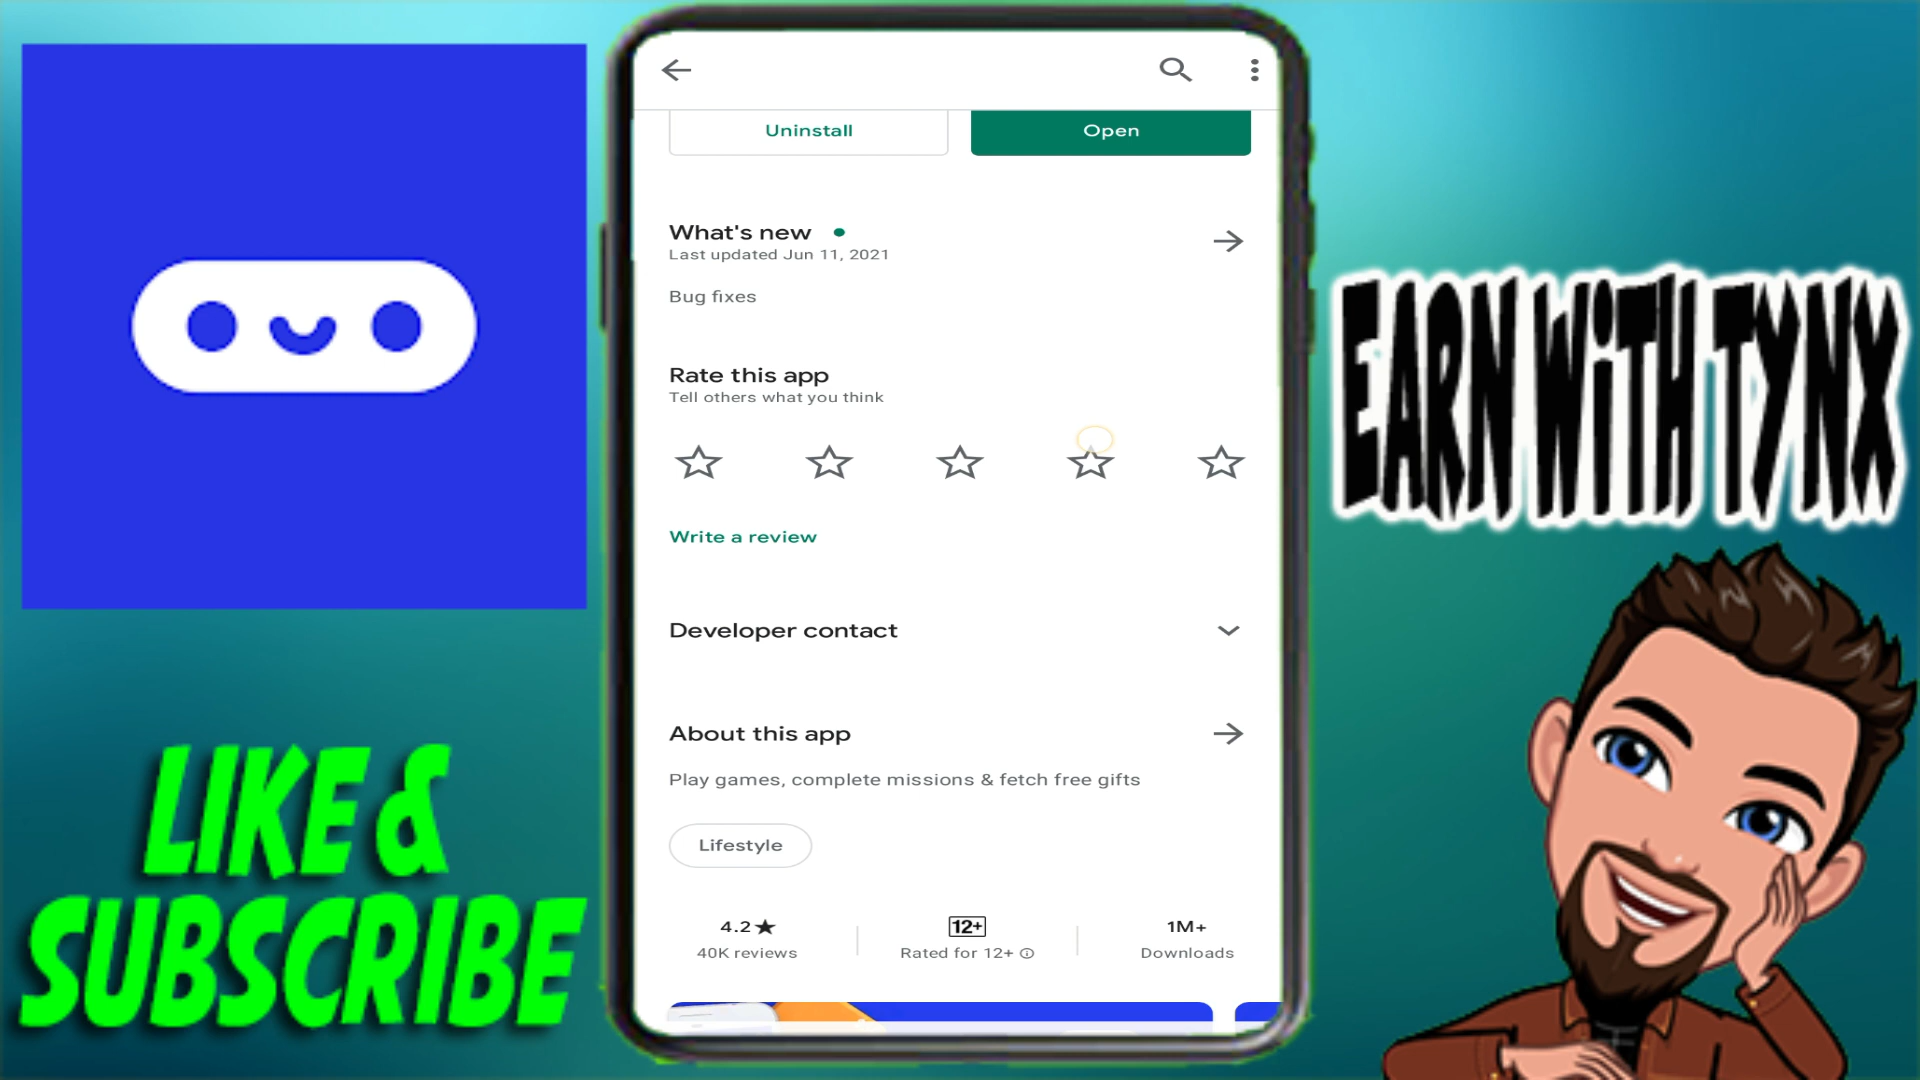 Uninstall
Open
What's new
Last updated Jun 11, 2021
Bug fixes
Rate this app
Tell others what you think
Write a review
Developer contact
About this app
Play games, complete missions & fetch free gifts
Lifestyle
4.2★
40K reviews
12+
Rated for 12+
1M+
Downloads
LIKE &
SUBSCRIBE
EARN WiTH TYNX